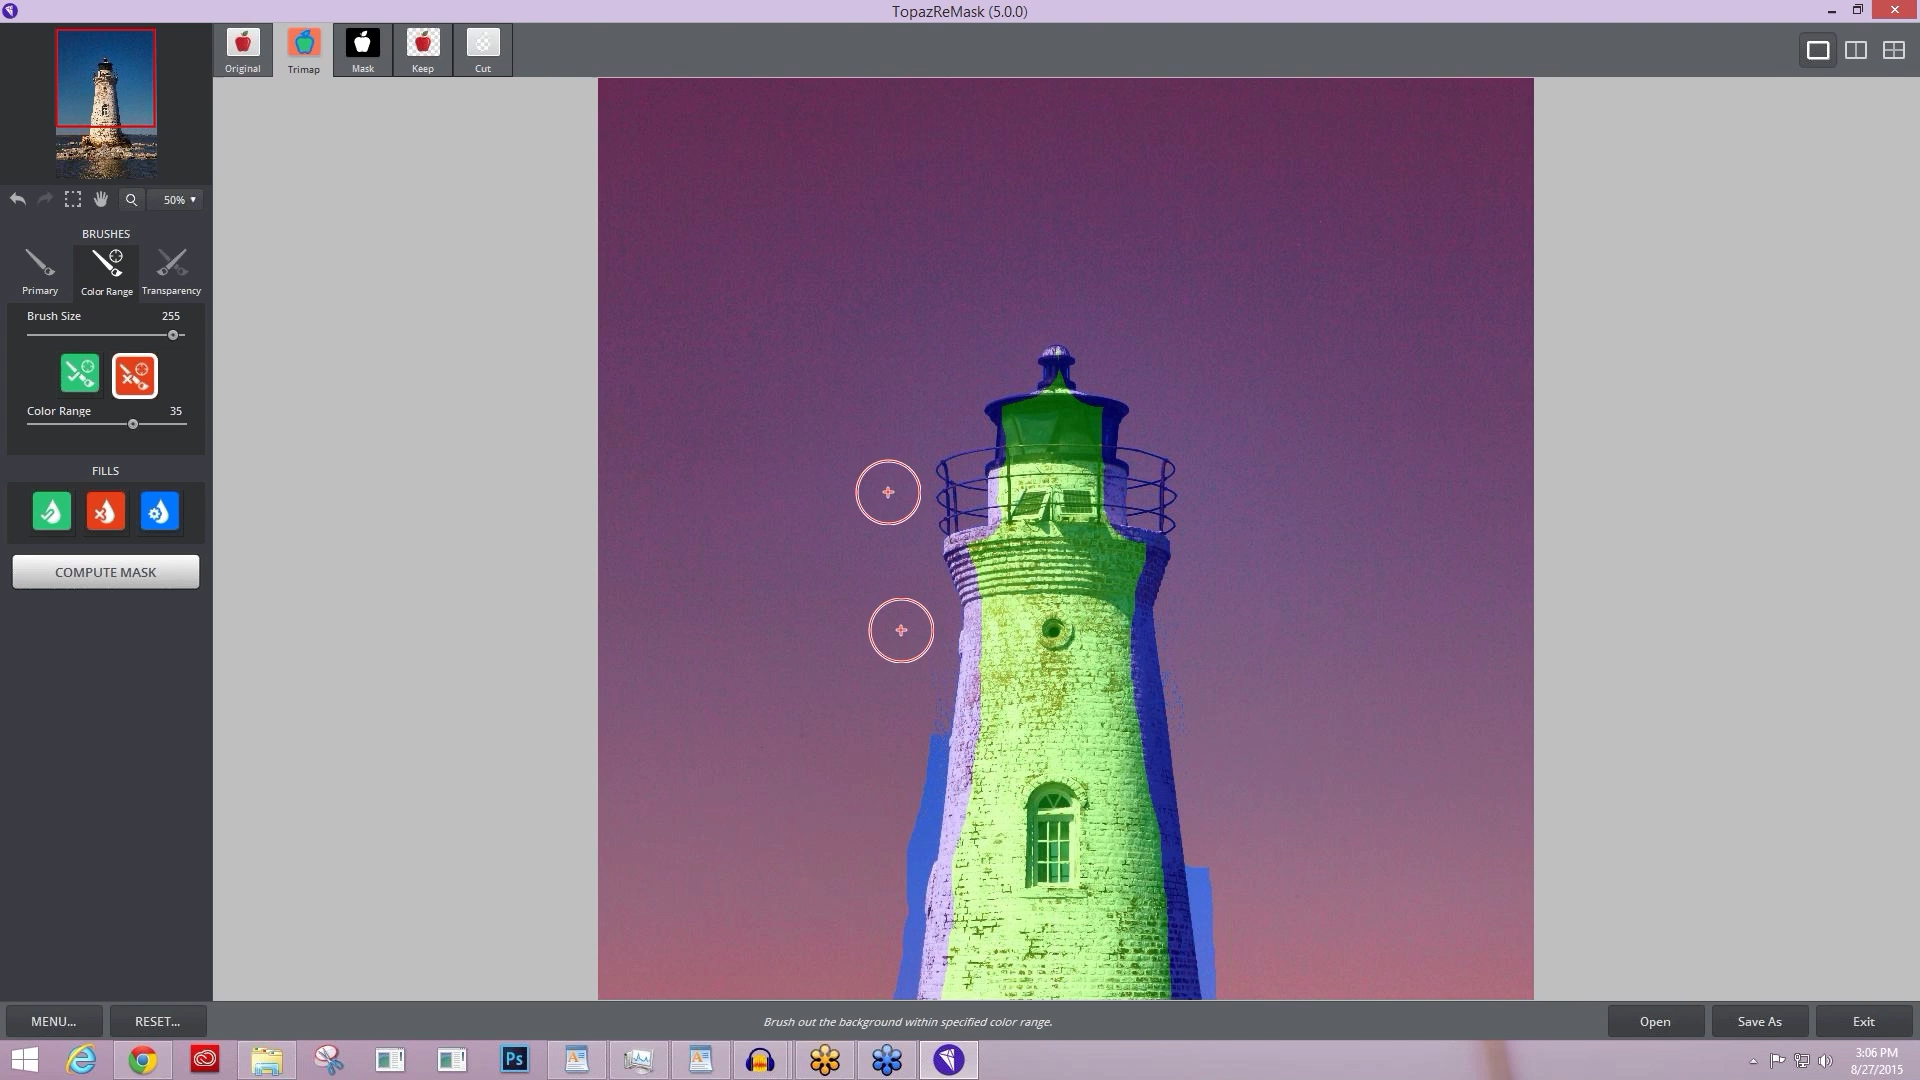 TopazReMask (5.0.0)
Original
Trimap
Mask
Keep
Cut
50%
BRUSHES
Primary
Color Range
Transparency
Brush Size 255
Color Range 35
FILLS
COMPUTE MASK
MENU...
RESET...
Brush out the background within specified color range.
Open
Save As
Exit
Ps
3:06 PM
8/27/2015